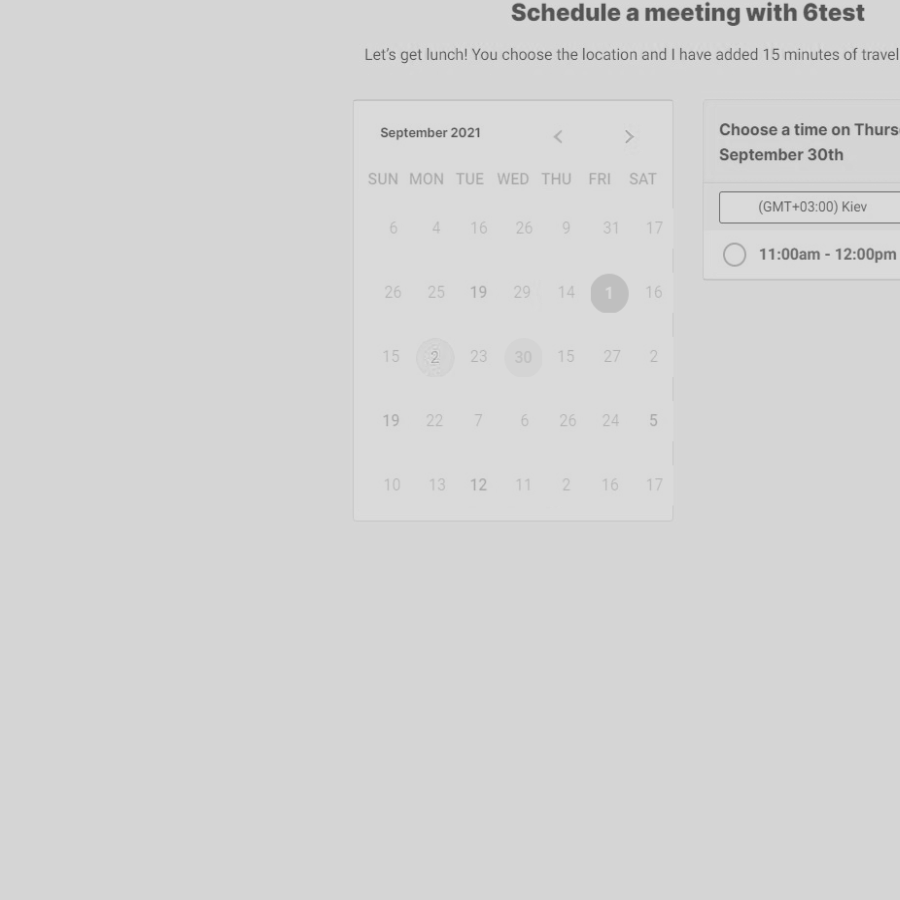 Schedule a meeting with 6test
Let's get lunch! You choose the location and I have added 15 minutes of travel
September 2021
SUN MON TUE WED THU FRI SAT
6 4 16 26 9 31 17
26 25 19 29 14 1 16
15 2 23 30 15 27 2
19 22 7 6 26 24 5
10 13 12 11 2 16 17
Choose a time on Thurs
September 30th
(GMT+03:00) Kiev
11:00am - 12:00pm